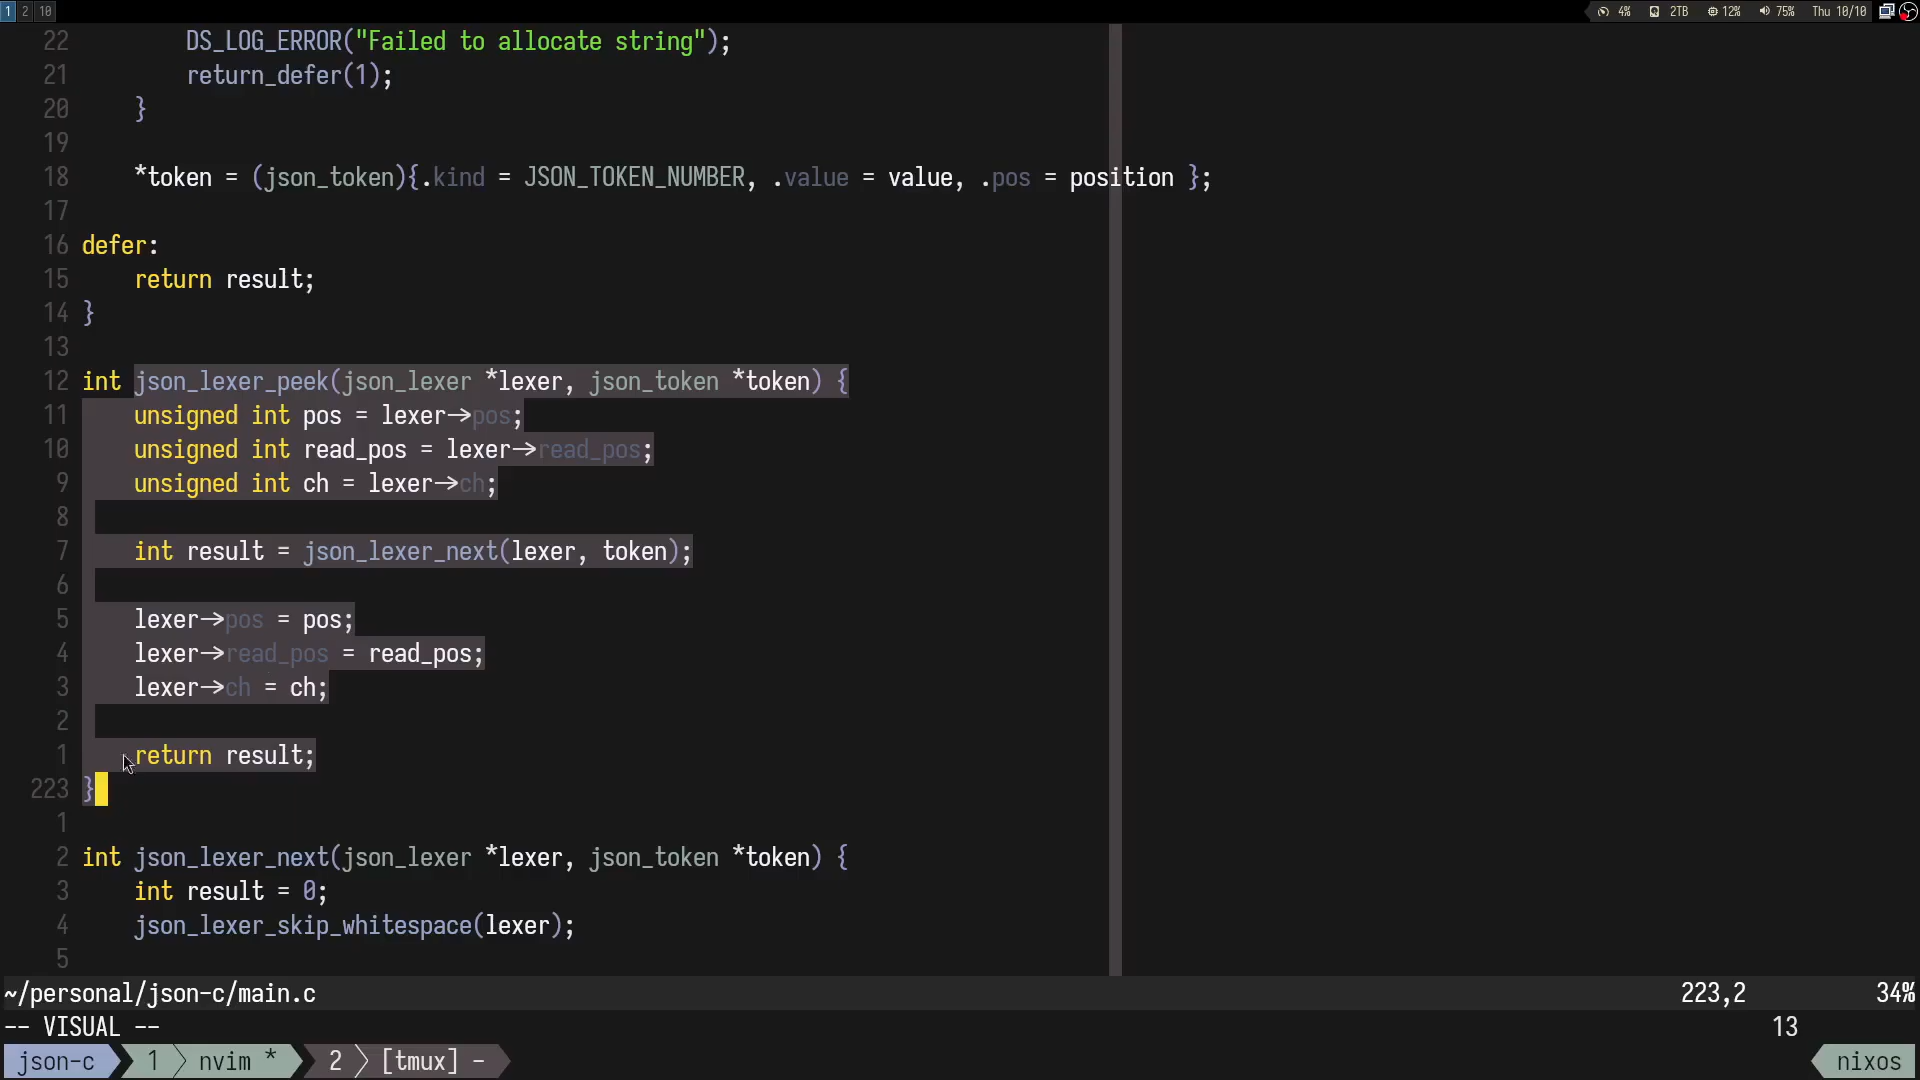 1 2 10 4% 2TB 12% 75% Thu 10/10
22         DS_LOG_ERROR("Failed to allocate string");
21         return_defer(1);
20     }
19
18     *token = (json_token){.kind = JSON_TOKEN_NUMBER, .value = value, .pos = position };
17
16 defer:
15     return result;
14 }
13
12 int json_lexer_peek(json_lexer *lexer, json_token *token) {
11     unsigned int pos = lexer->pos;
10     unsigned int read_pos = lexer->read_pos;
9     unsigned int ch = lexer->ch;
8
7     int result = json_lexer_next(lexer, token);
6
5     lexer->pos = pos;
4     lexer->read_pos = read_pos;
3     lexer->ch = ch;
2
1     return result;
223 }
1
2 int json_lexer_next(json_lexer *lexer, json_token *token) {
3     int result = 0;
4     json_lexer_skip_whitespace(lexer);
5
~/personal/json-c/main.c 223,2 34%
-- VISUAL -- 13
json-c 1 nvim * 2 [tmux] - nixos